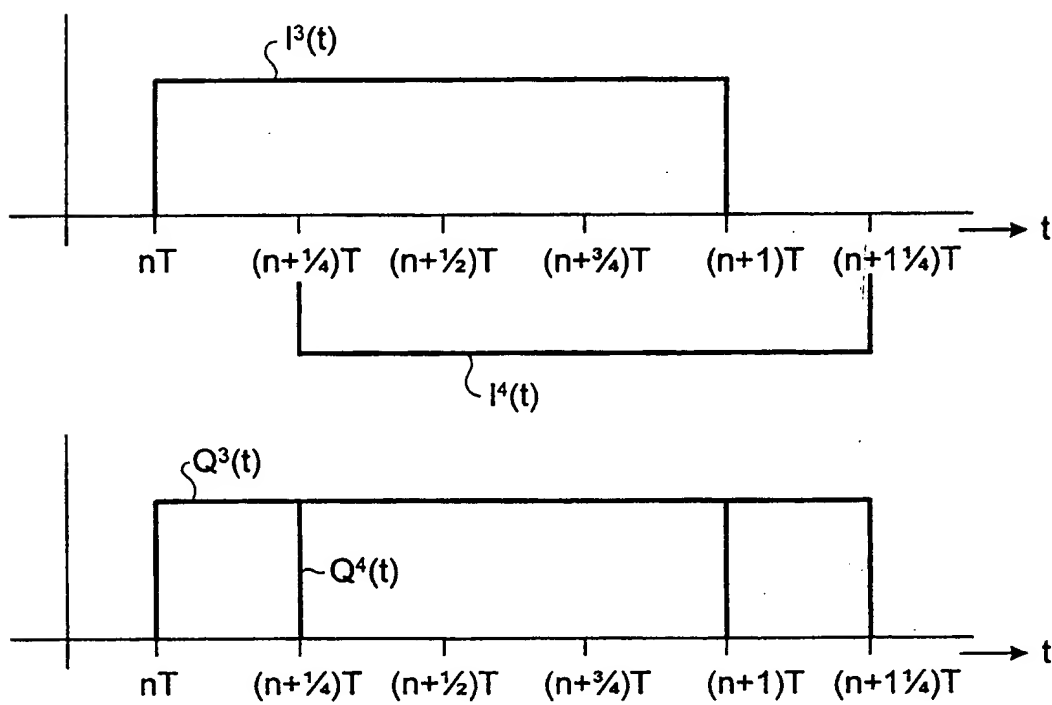 I³(t)
t
nT (n+¼)T (n+½)T (n+¾)T (n+1)T (n+1¼)T
I⁴(t)
Q³(t)
Q⁴(t)
t
nT (n+¼)T (n+½)T (n+¾)T (n+1)T (n+1¼)T